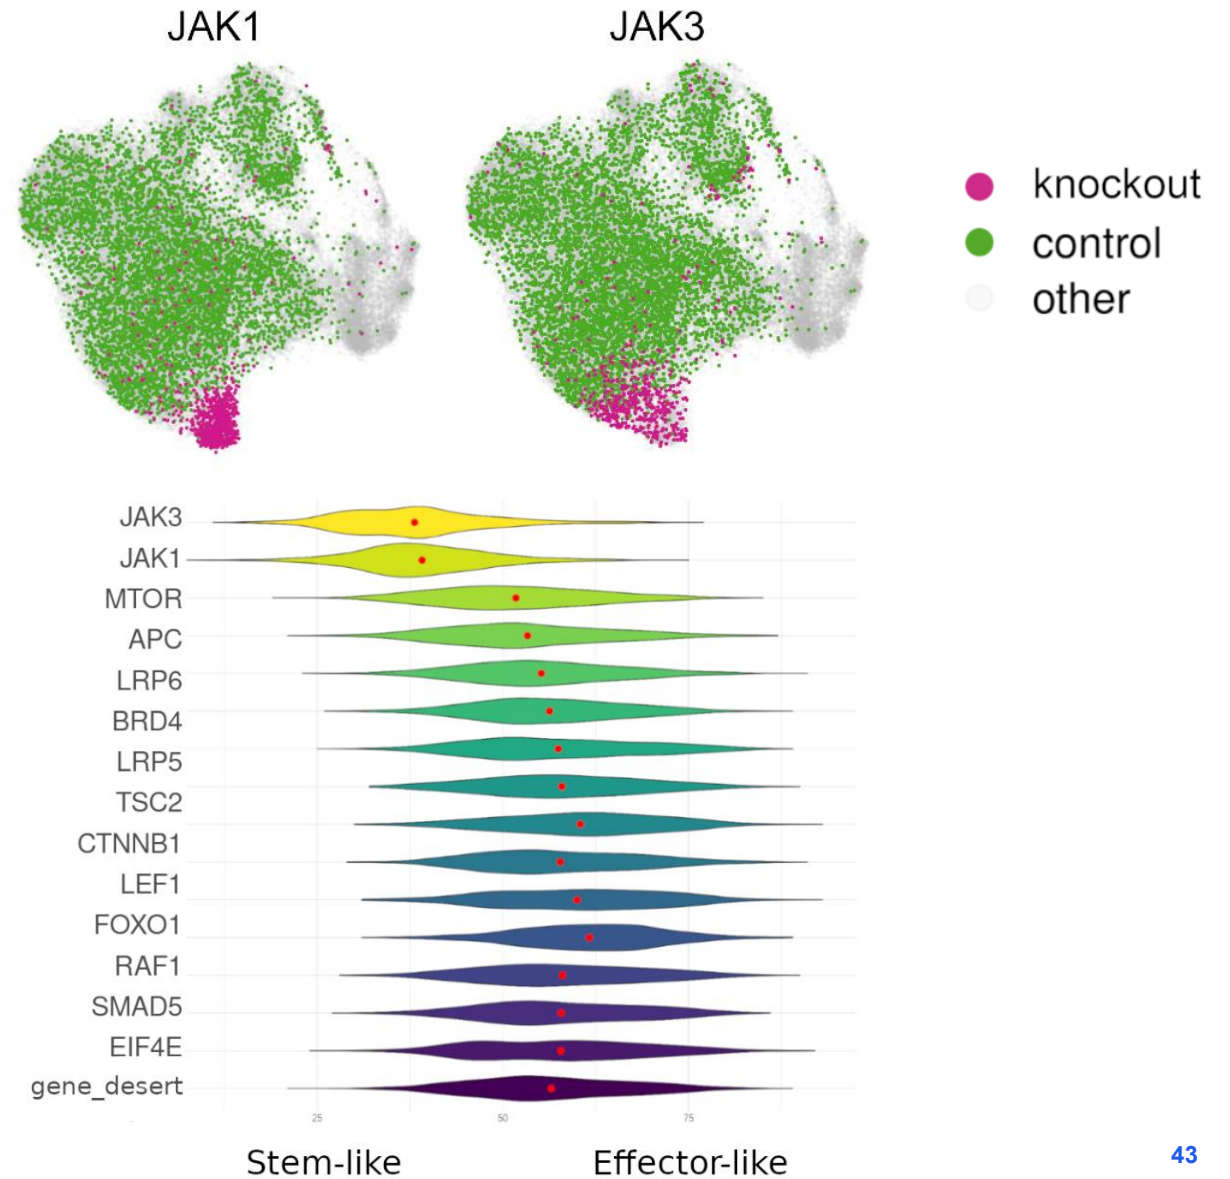 JAK1 JAK3
knockout
control
other
JAK3
JAK1
MTOR
APC
LRP6
BRD4
LRP5
TSC2
CTNNB1
LEF1
FOXO1
RAF1
SMAD5
EIF4E
gene_desert
25 50 75
Stem-like Effector-like
43